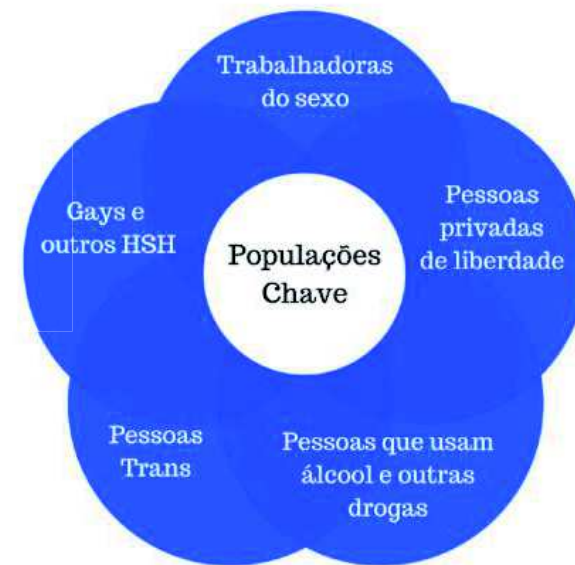 Trabalhadoras
do sexo
Gays e
outros HSH
Pessoas
privadas
de liberdade
Populações
Chave
Pessoas
Trans
Pessoas que usam
álcool e outras
drogas